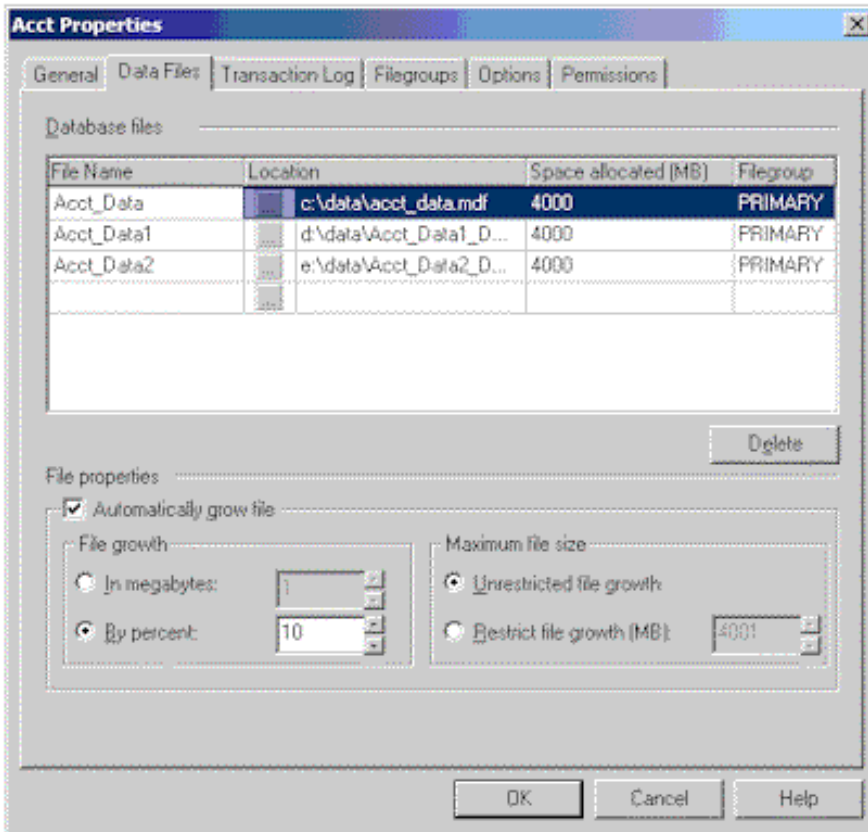 Acct Properties
General Data Files Transaction Log Filegroups Options Permissions
Database files
File Name Location Space allocated (MB) Filegroup
Acct_Data ... c:\data\acct_data.mdf 4000 PRIMARY
Acct_Data1 ... d:\data\Acct_Data1_D... 4000 PRIMARY
Acct_Data2 ... e:\data\Acct_Data2_D... 4000 PRIMARY
...
Delete
File properties
Automatically grow file
File growth Maximum file size
In megabytes: 1 Unrestricted file growth
By percent: 10 Restrict file growth (MB): 4001
OK Cancel Help